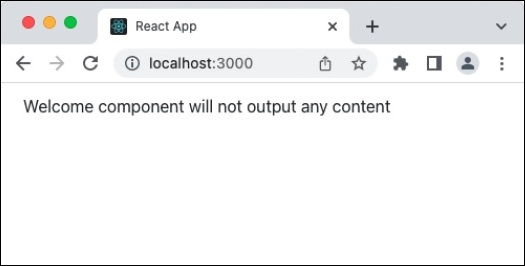 React App
localhost:3000
Welcome component will not output any content